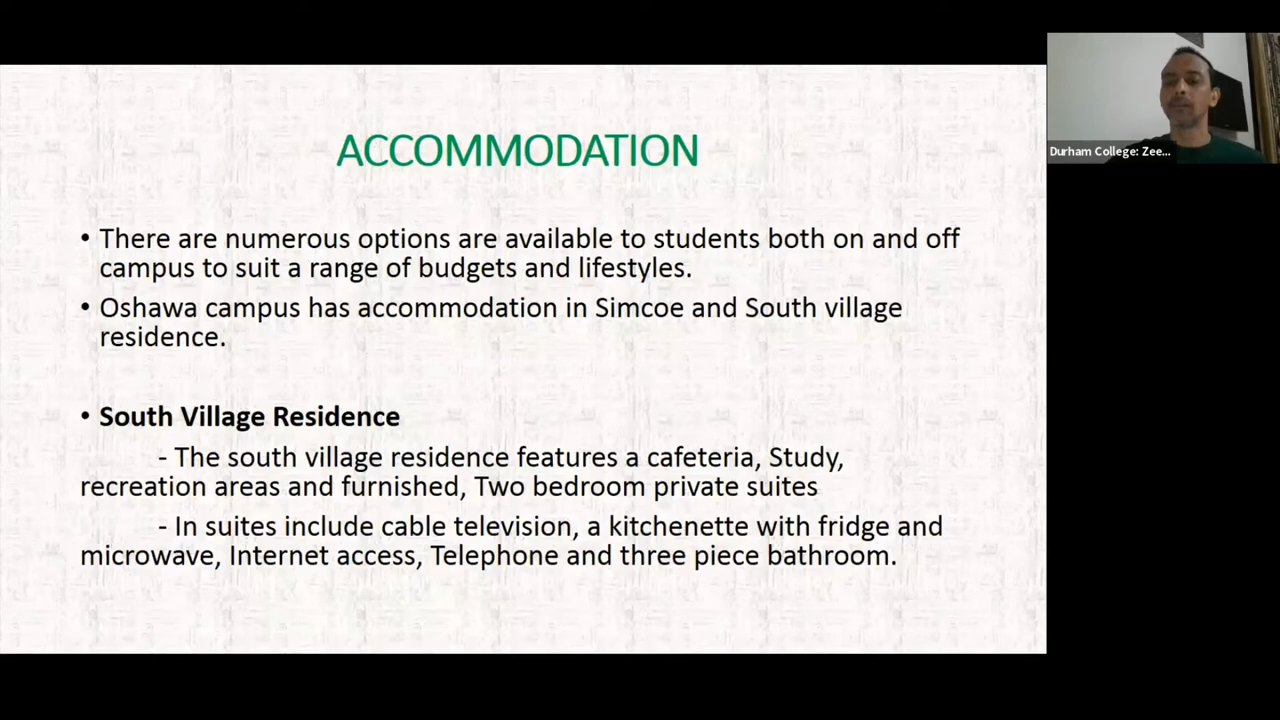 ACCOMMODATION
• There are numerous options are available to students both on and off
campus to suit a range of budgets and lifestyles.
• Oshawa campus has accommodation in Simcoe and South village
residence.
• South Village Residence
- The south village residence features a cafeteria, Study,
recreation areas and furnished, Two bedroom private suites
- In suites include cable television, a kitchenette with fridge and
microwave, Internet access, Telephone and three piece bathroom.
Durham College: Zee...